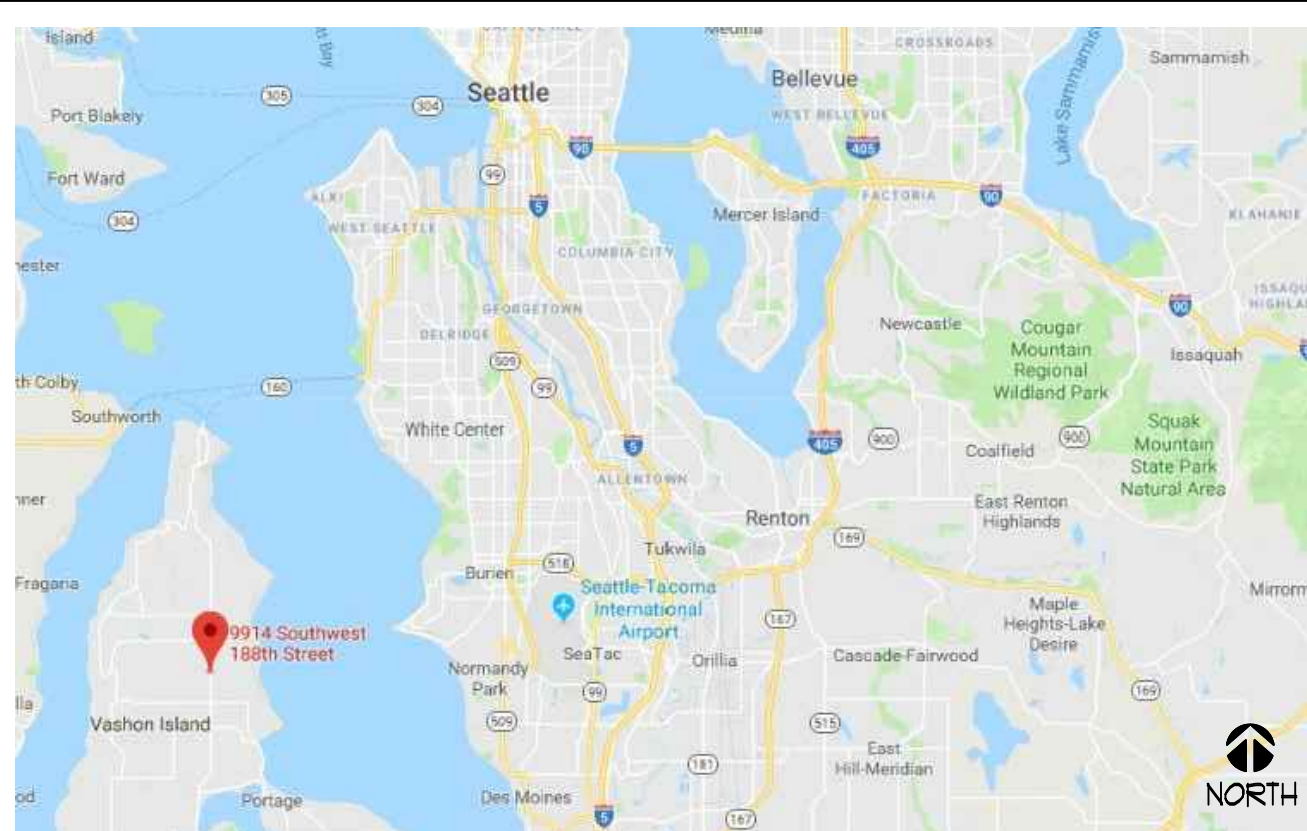 Island
CAPITOL HILL
Medina
CROSSROADS
Sammamish
Seattle
Bellevue
305
304
WEST BELLEVUE
Lake Sammamish
Port Blakely
90
405
99
Fort Ward
ALKI
5
FACTORIA
90
304
WEST SEATTLE
Mercer Island
KLAHANIE
COLUMBIA CITY
GEORGETOWN
DELRIDGE
Newcastle
Cougar
Mountain
Regional
Wildland Park
90
Issaquah
509
99
th Colby
160
Southworth
White Center
5
405
900
Coalfield
900
Squak
Mountain
State Park
Natural Area
ALLENTOWN
Renton
East Renton
Highlands
169
Tukwila
518
Burien
Fragaria
Seattle-Tacoma
International
Airport
167
Maple
Heights-Lake
Desire
9914 Southwest
188th Street
SeaTac
Orillia
Cascade-Fairwood
Normandy
Park
99
169
Vashon Island
509
515
East
Hill-Meridian
181
NORTH
Portage
Des Moines
5
167